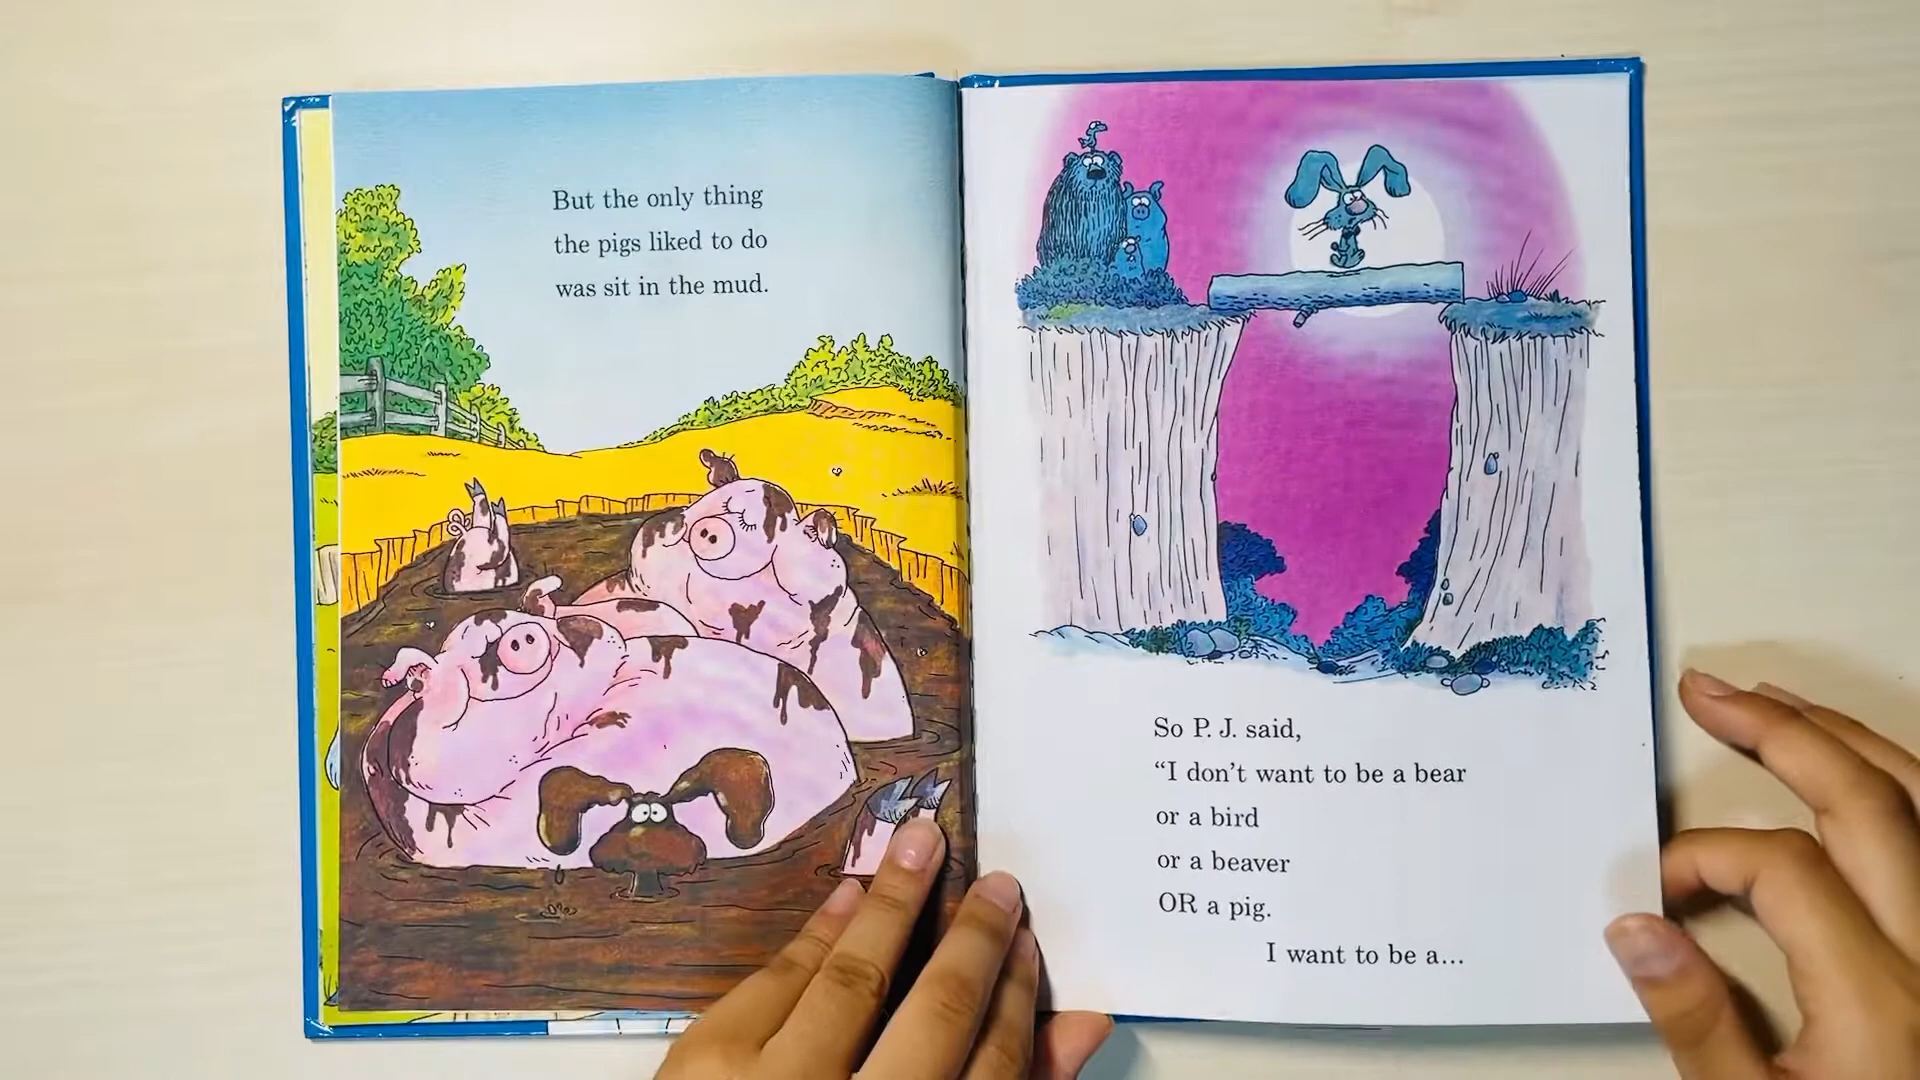 But the only thing
the pigs liked to do
was sit in the mud.
So P. J. said,
“I don’t want to be a bear
or a bird
or a beaver
OR a pig.
I want to be a...